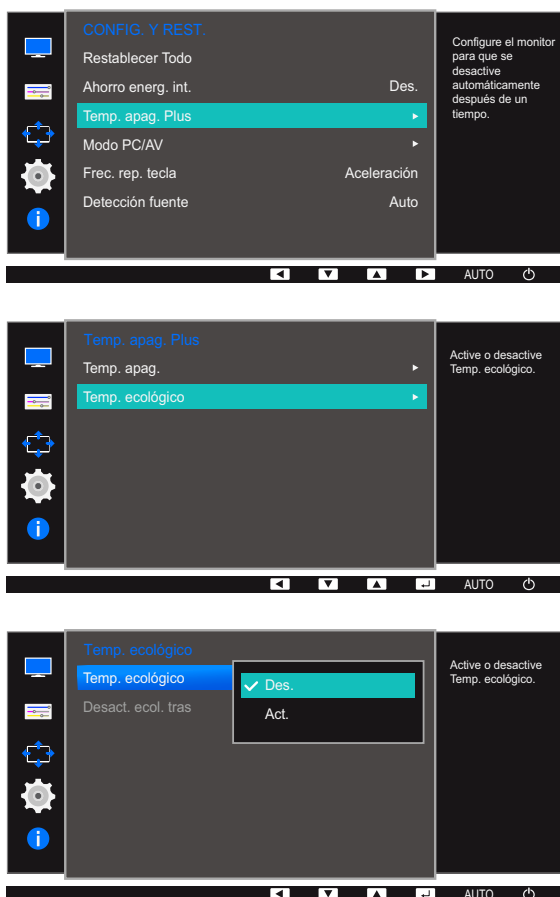 CONFIG. Y REST.
Restablecer Todo
Ahorro energ. int. Des.
Temp. apag. Plus
Modo PC/AV
Frec. rep. tecla Aceleración
Detección fuente Auto
Configure el monitor
para que se
desactive
automáticamente
después de un
tiempo.
AUTO
Temp. apag. Plus
Temp. apag.
Temp. ecológico
Active o desactive
Temp. ecológico.
AUTO
Temp. ecológico
Temp. ecológico
Desact. ecol. tras
Des.
Act.
Active o desactive
Temp. ecológico.
AUTO